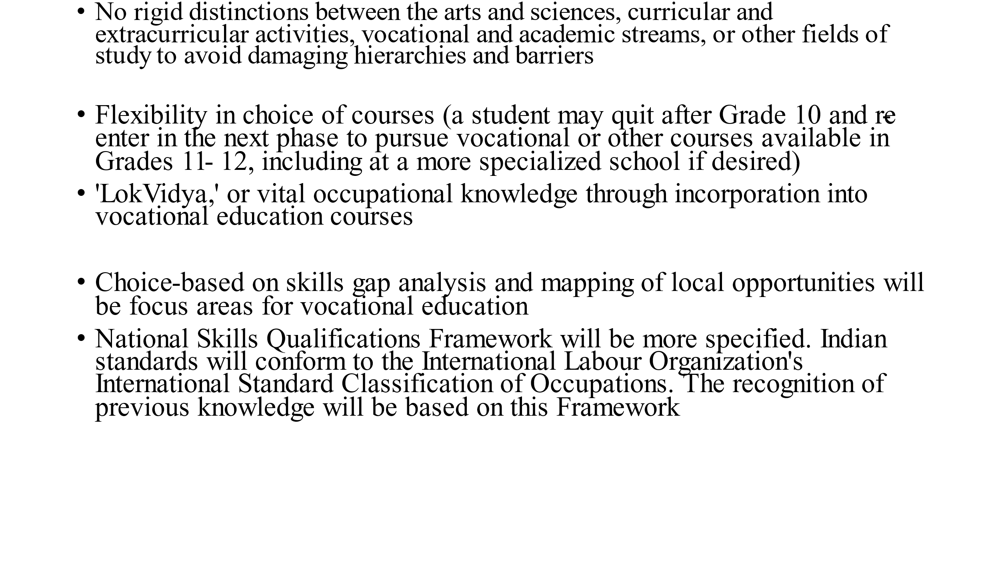 • No rigid distinctions between the arts and sciences, curricular and
extracurricular activities, vocational and academic streams, or other fields of
study to avoid damaging hierarchies and barriers
• Flexibility in choice of courses (a student may quit after Grade 10 and re-
enter in the next phase to pursue vocational or other courses available in
Grades 11- 12, including at a more specialized school if desired)
• 'LokVidya,' or vital occupational knowledge through incorporation into
vocational education courses
• Choice-based on skills gap analysis and mapping of local opportunities will
be focus areas for vocational education
• National Skills Qualifications Framework will be more specified. Indian
standards will conform to the International Labour Organization's
International Standard Classification of Occupations. The recognition of
previous knowledge will be based on this Framework